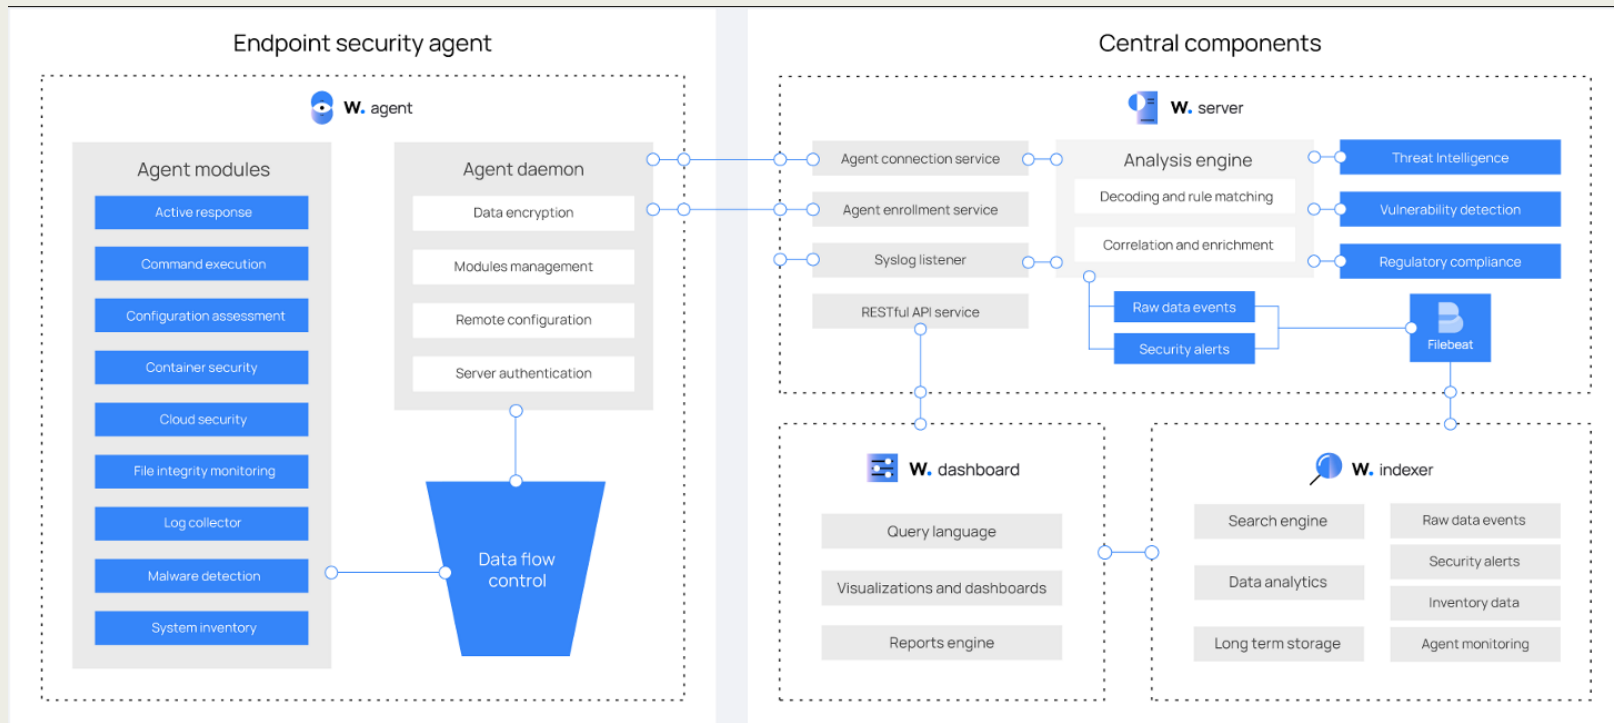 Endpoint security agent
W. agent
Agent modules
Active response
Command execution
Configuration assessment
Container security
Cloud security
File integrity monitoring
Log collector
Malware detection
System inventory
Agent daemon
Data encryption
Modules management
Remote configuration
Server authentication
Data flow
control
Central components
W. server
Agent connection service
Agent enrollment service
Syslog listener
RESTful API service
Analysis engine
Decoding and rule matching
Correlation and enrichment
Threat Intelligence
Vulnerability detection
Regulatory compliance
Raw data events
Security alerts
Filebeat
W. dashboard
Query language
Visualizations and dashboards
Reports engine
W. indexer
Search engine
Data analytics
Long term storage
Raw data events
Security alerts
Inventory data
Agent monitoring